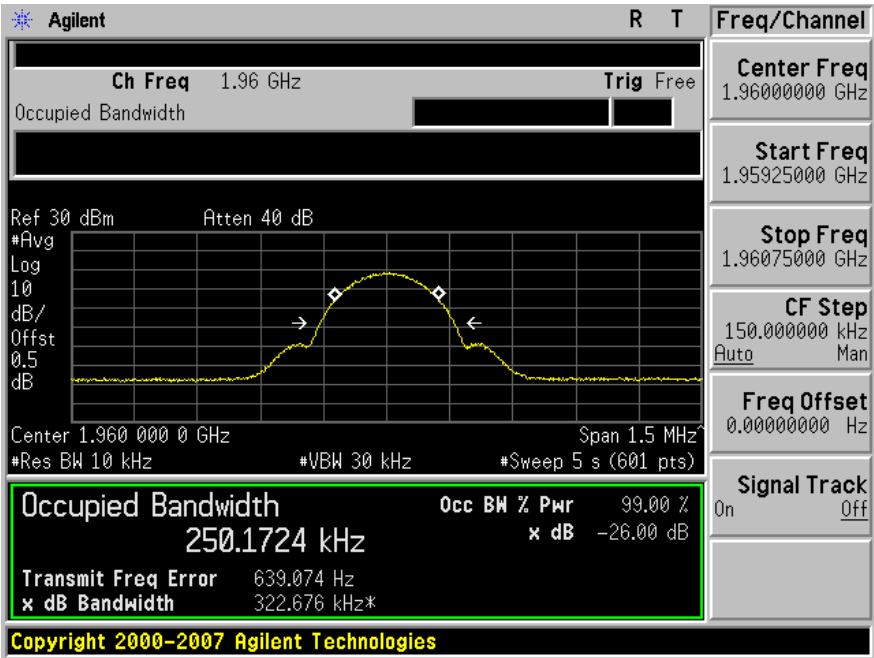 Agilent R T
Ch Freq 1.96 GHz Trig Free
Occupied Bandwidth
Ref 30 dBm Atten 40 dB
#Avg
Log
10
dB/
Offst
0.5
dB
Center 1.960 000 0 GHz Span 1.5 MHz^
#Res BW 10 kHz #VBW 30 kHz #Sweep 5 s (601 pts)
Occupied Bandwidth Occ BW % Pwr 99.00 %
250.1724 kHz x dB -26.00 dB
Transmit Freq Error 639.074 Hz
x dB Bandwidth 322.676 kHz*
Copyright 2000-2007 Agilent Technologies
Freq/Channel
Center Freq
1.96000000 GHz
Start Freq
1.95925000 GHz
Stop Freq
1.96075000 GHz
CF Step
150.000000 kHz
Auto Man
Freq Offset
0.00000000 Hz
Signal Track
On Off